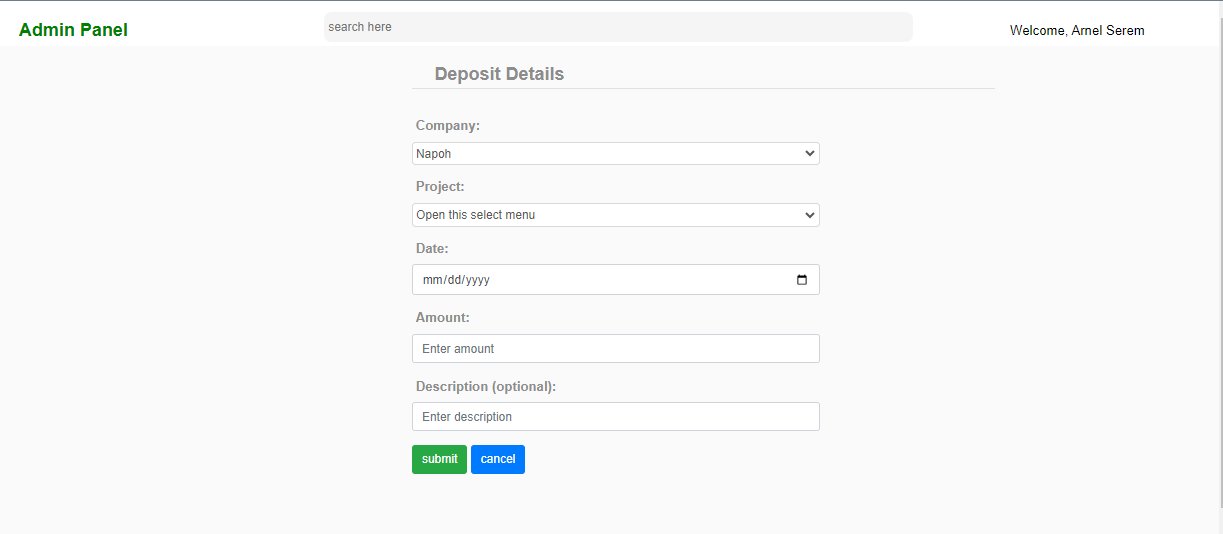 Admin Panel
search here
Welcome, Arnel Serem
Deposit Details
Company:
Napoh
Project:
Open this select menu
Date:
mm/dd/yyyy
Amount:
Enter amount
Description (optional):
Enter description
submit cancel